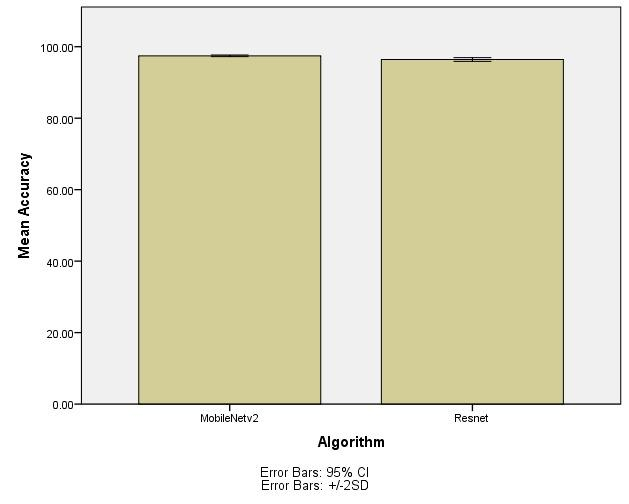 Mean Accuracy
100.00
80.00
60.00
40.00
20.00
0.00
MobileNetv2
Resnet
Algorithm
Error Bars: 95% CI
Error Bars: +/-2SD